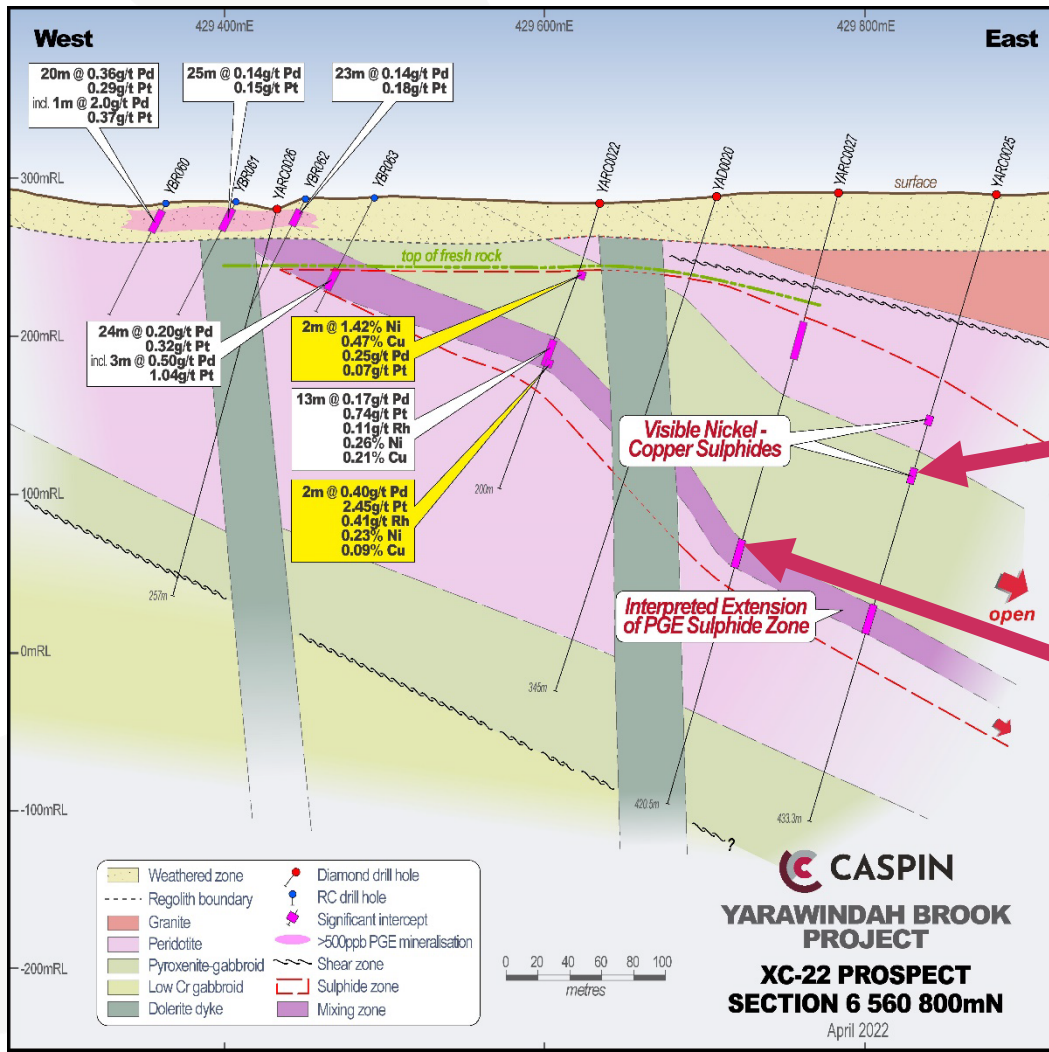 429 400mE
429 600mE
429 800mE
West
East
20m @ 0.36g/t Pd
0.29g/t Pt
incl. 1m @ 2.0g/t Pd
0.37g/t Pt
25m @ 0.14g/t Pd
0.15g/t Pt
23m @ 0.14g/t Pd
0.18g/t Pt
YBR060
YBR061
YARC0026
YBR062
YBR063
YARC0022
YAD0020
YARC0027
YARC0025
300mRL
surface
top of fresh rock
200mRL
24m @ 0.20g/t Pd
0.32g/t Pt
incl. 3m @ 0.50g/t Pd
1.04g/t Pt
2m @ 1.42% Ni
0.47% Cu
0.25g/t Pd
0.07g/t Pt
13m @ 0.17g/t Pd
0.74g/t Pt
0.11g/t Rh
0.26% Ni
0.21% Cu
Visible Nickel -
Copper Sulphides
100mRL
200m
2m @ 0.40g/t Pd
2.45g/t Pt
0.41g/t Rh
0.23% Ni
0.09% Cu
257m
Interpreted Extension
of PGE Sulphide Zone
open
0mRL
345m
-100mRL
420.5m
433.3m
?
Weathered zone
Regolith boundary
Granite
Peridotite
Pyroxenite-gabbroid
Low Cr gabbroid
Dolerite dyke
Diamond drill hole
RC drill hole
Significant intercept
>500ppb PGE mineralisation
Shear zone
Sulphide zone
Mixing zone
0 20 40 60 80 100
metres
CASPIN
YARAWINDAH BROOK
PROJECT
XC-22 PROSPECT
SECTION 6 560 800mN
April 2022
-200mRL
429 400mE
429 600mE
429 800mE